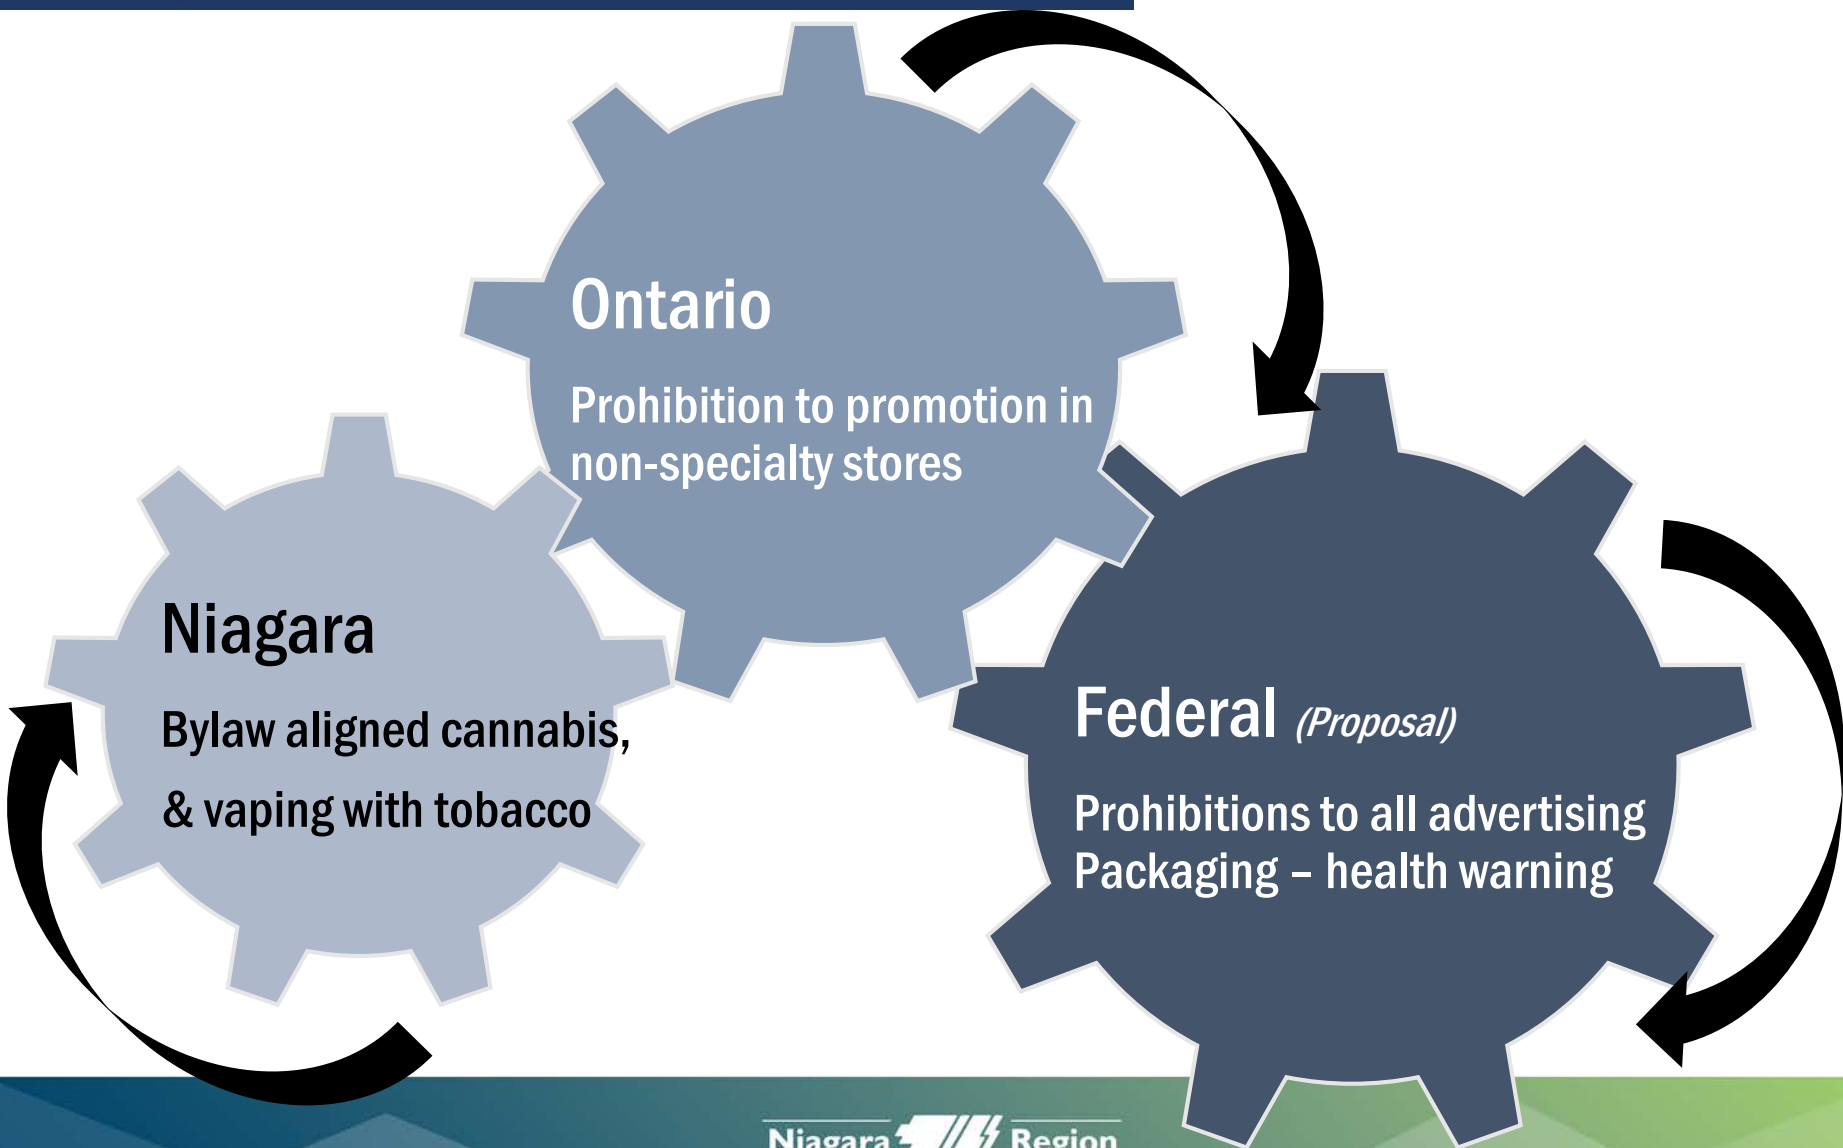 Ontario
Prohibition to promotion in
non-specialty stores
Niagara
Bylaw aligned cannabis,
& vaping with tobacco
Federal (Proposal)
Prohibitions to all advertising
Packaging – health warning
Niagara Region